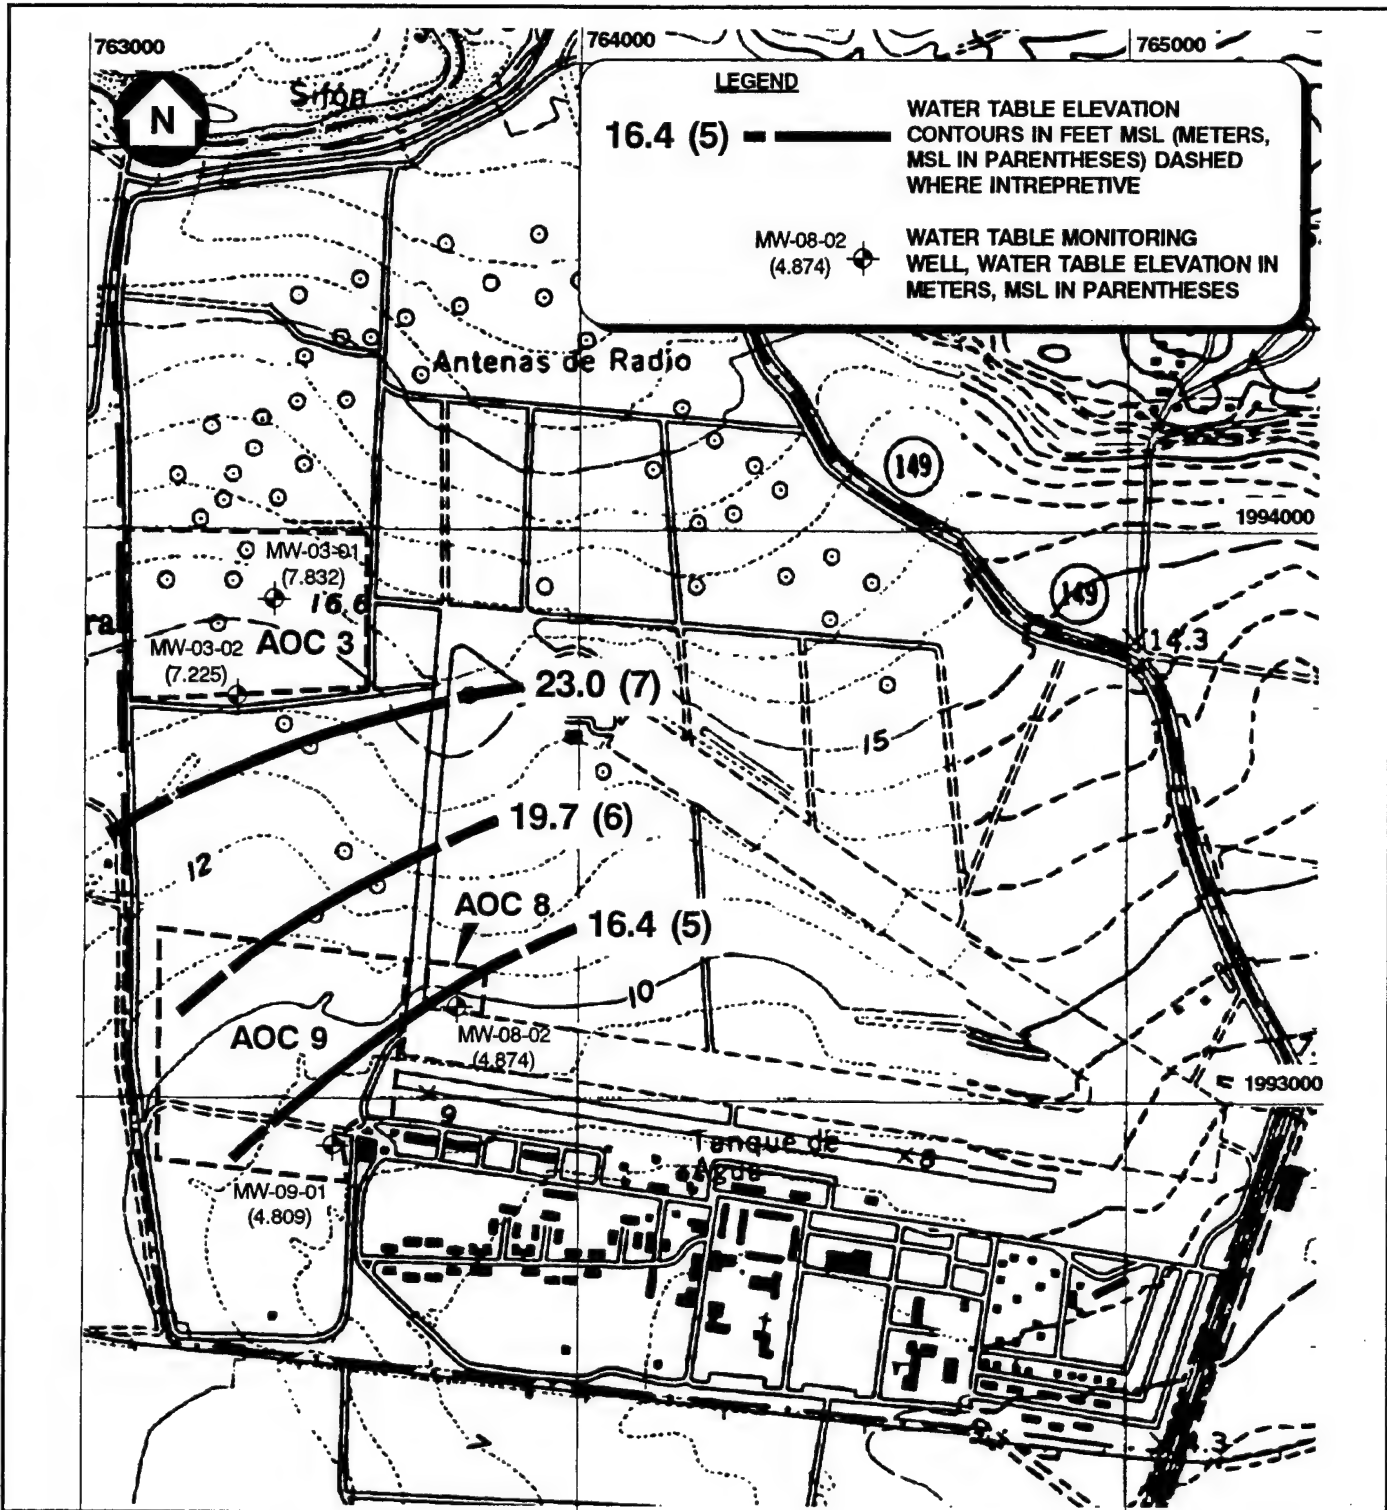 763000
764000
765000
N
Sifón
LEGEND
16.4 (5)
WATER TABLE ELEVATION
CONTOURS IN FEET MSL (METERS,
MSL IN PARENTHESES) DASHED
WHERE INTREPRETIVE
MW-08-02
(4.874)
WATER TABLE MONITORING
WELL, WATER TABLE ELEVATION IN
METERS, MSL IN PARENTHESES
Antenas de Radio
149
1994000
MW-03-01
(7.832)
16.6
149
14.3
MW-03-02
(7.225)
AOC 3
23.0 (7)
15
19.7 (6)
12
AOC 8
16.4 (5)
10
AOC 9
MW-08-02
(4.874)
1993000
9
Tanque de
Agua
8
MW-09-01
(4.809)
7